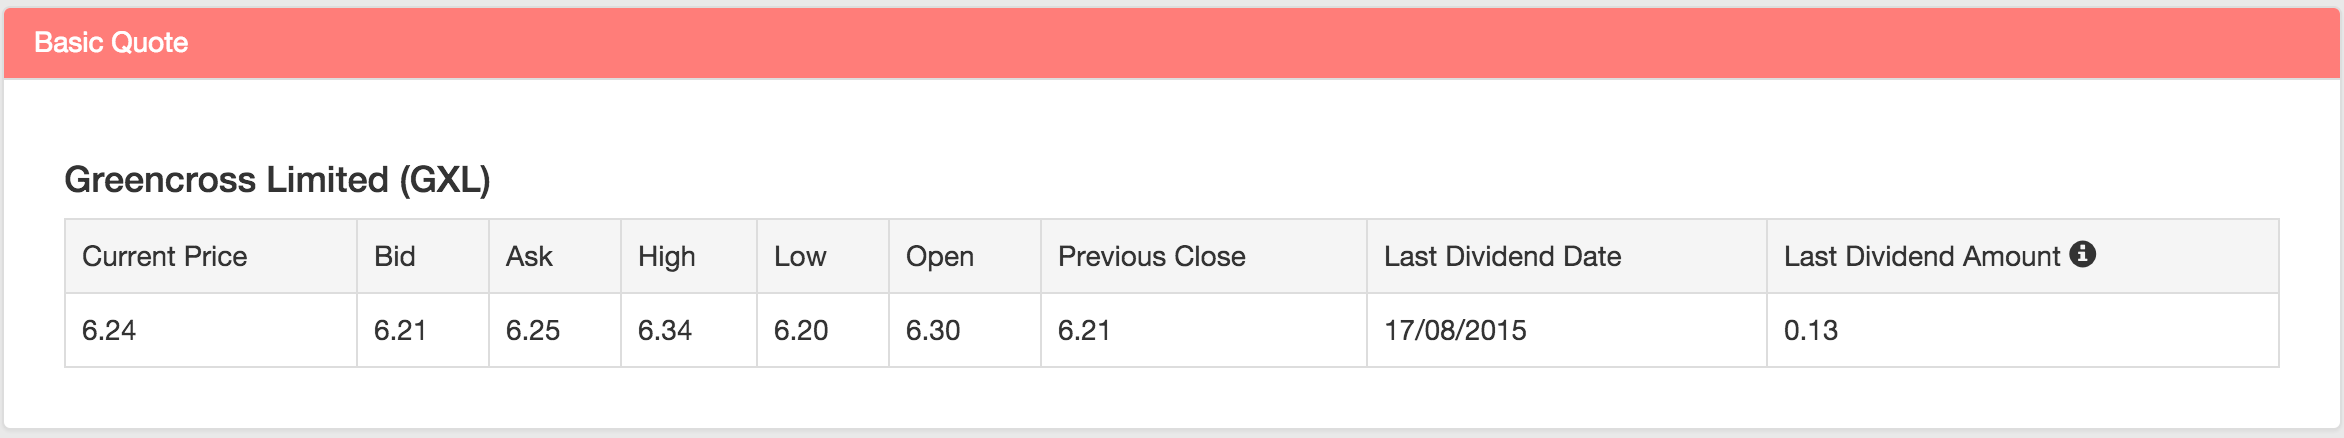 Basic Quote
Greencross Limited (GXL)
Current Price Bid Ask High Low Open Previous Close Last Dividend Date Last Dividend Amount
6.24 6.21 6.25 6.34 6.20 6.30 6.21 17/08/2015 0.13